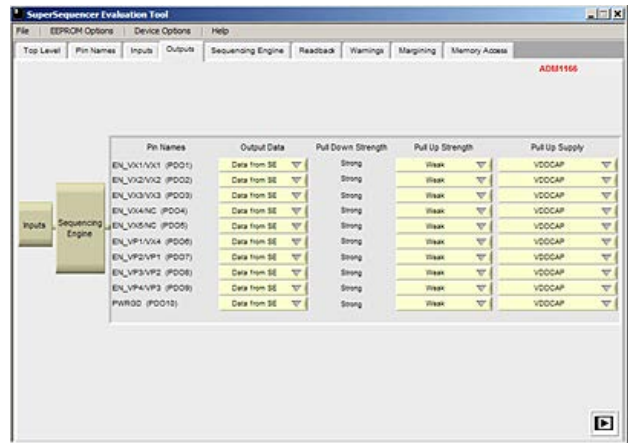 SuperSequencer Evaluation Tool
File EEPROM Options Device Options Help
Top Level Pin Names Inputs Outputs Sequencing Engine Readback Warnings Margining Memory Access
ADM1166
Pin Names Output Data Pull Down Strength Pull Up Strength Pull Up Supply
EN_VX1/VX1 (PDO1) Data from SE Strong Weak VDDCAP
EN_VX2/VX2 (PDO2) Data from SE Strong Weak VDDCAP
EN_VX3/VX3 (PDO3) Data from SE Strong Weak VDDCAP
EN_VX4/NC (PDO4) Data from SE Strong Weak VDDCAP
EN_VX5/NC (PDO5) Data from SE Strong Weak VDDCAP
EN_VP1/VX4 (PDO6) Data from SE Strong Weak VDDCAP
EN_VP2/VP1 (PDO7) Data from SE Strong Weak VDDCAP
EN_VP3/VP2 (PDO8) Data from SE Strong Weak VDDCAP
EN_VP4/VP3 (PDO9) Data from SE Strong Weak VDDCAP
PWRGD (PDO10) Data from SE Strong Weak VDDCAP
Inputs
Sequencing
Engine